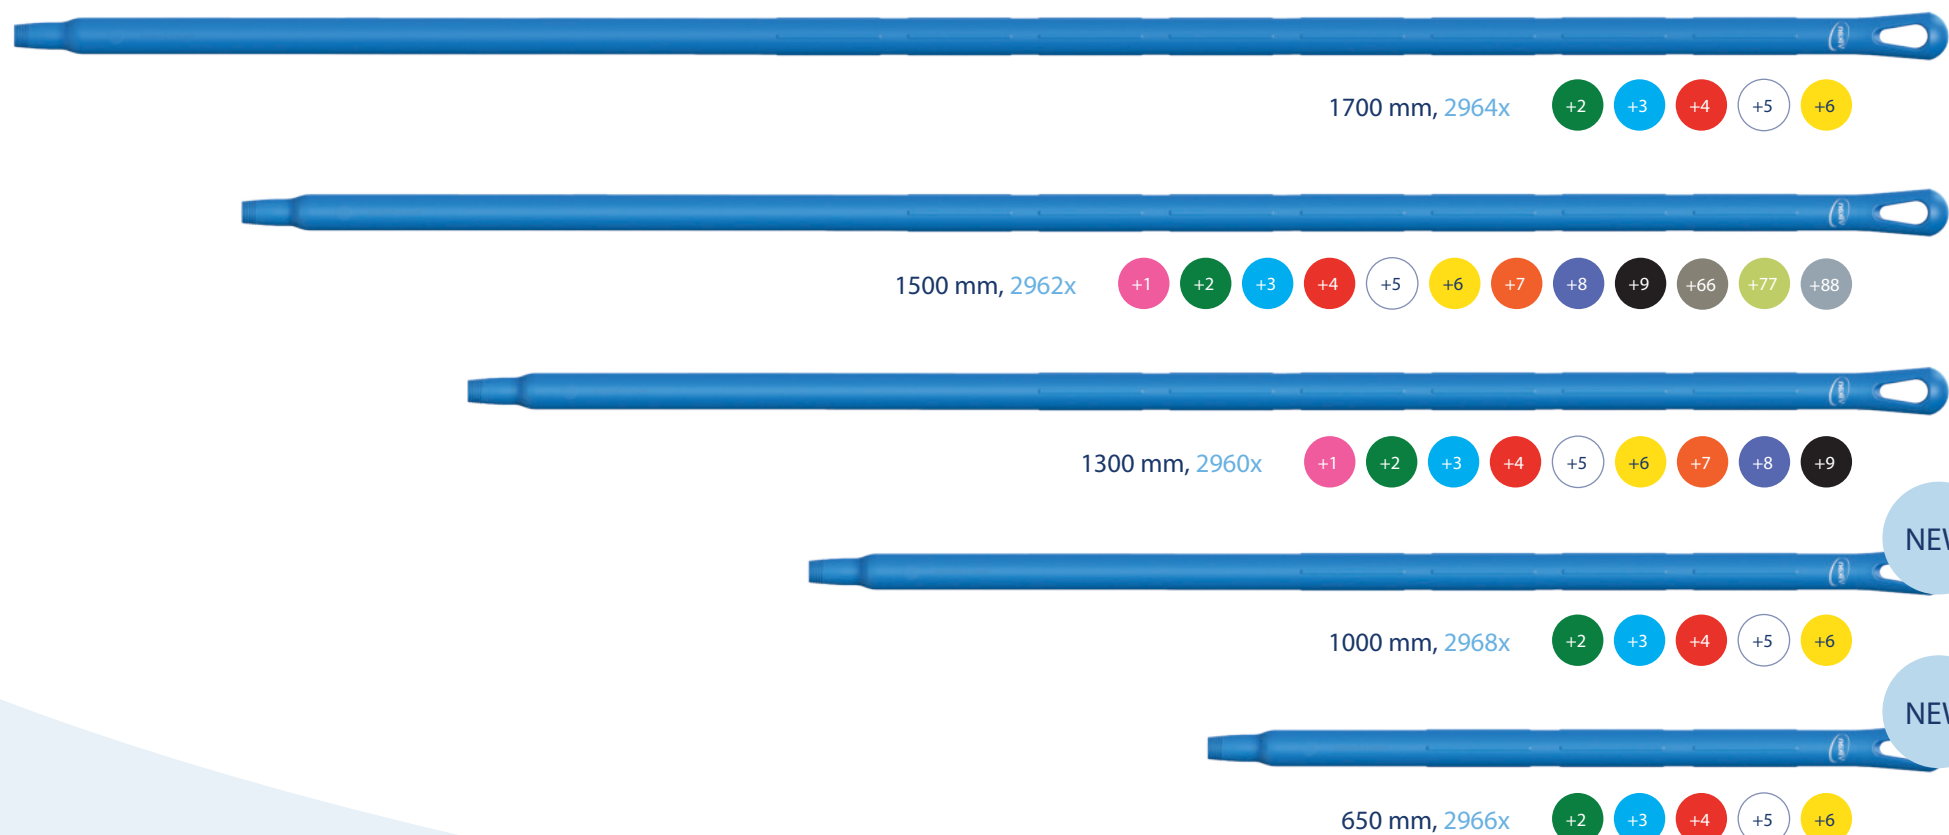 1700 mm, 2964x +2 +3 +4 +5 +6
1500 mm, 2962x +1 +2 +3 +4 +5 +6 +7 +8 +9 +66 +77 +88
1300 mm, 2960x +1 +2 +3 +4 +5 +6 +7 +8 +9
NEW
1000 mm, 2968x +2 +3 +4 +5 +6
NEW
650 mm, 2966x +2 +3 +4 +5 +6